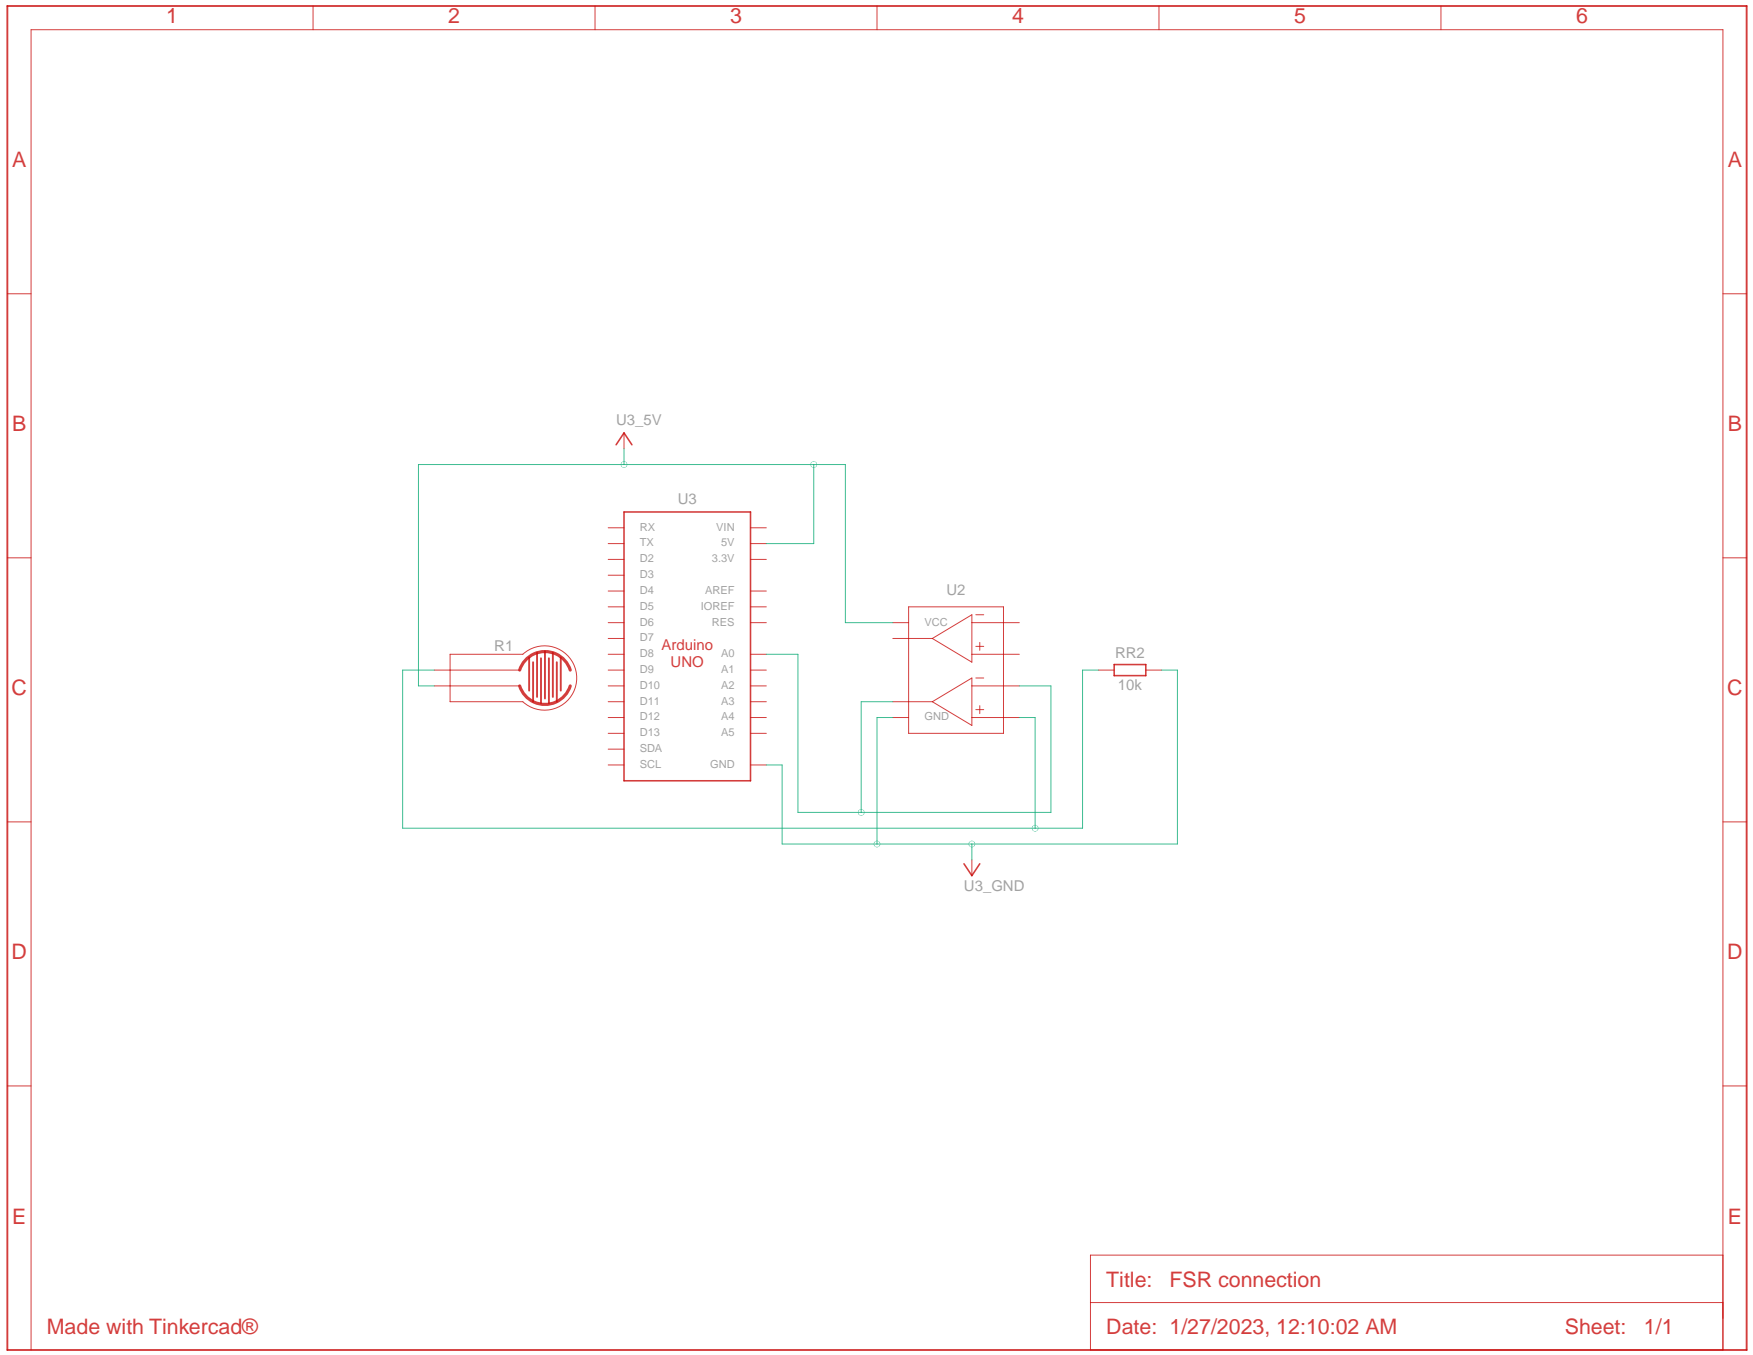 1 2 3 4 5 6
A A
B B
U3_5V
U3
RX VIN
TX 5V
D2 3.3V
D3
D4 AREF
D5 IOREF
D6 RES
D7
D8 A0
D9 A1
D10 A2
D11 A3
D12 A4
D13 A5
SDA
SCL GND
Arduino
UNO
R1
U2
VCC
−
+
−
+
GND
RR2
10k
C C
U3_GND
D D
E E
Title: FSR connection
Date: 1/27/2023, 12:10:02 AM Sheet: 1/1
Made with Tinkercad®